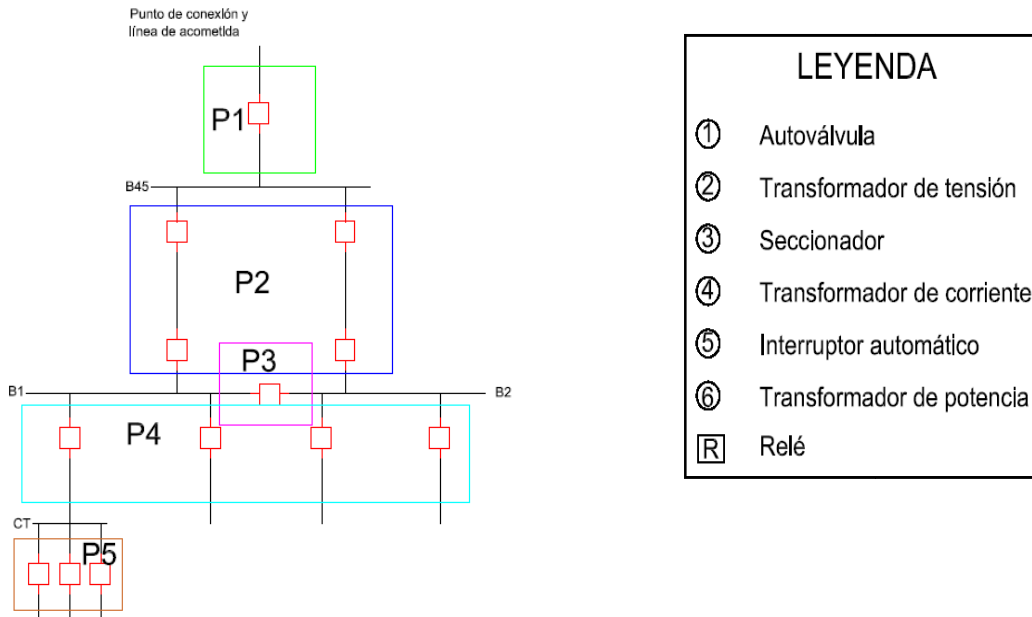 Punto de conexión y
línea de acometida
P1
B45
P2
P3
B1
B2
P4
CT
P5
LEYENDA
1 Autoválvula
2 Transformador de tensión
3 Seccionador
4 Transformador de corriente
5 Interruptor automático
6 Transformador de potencia
R Relé